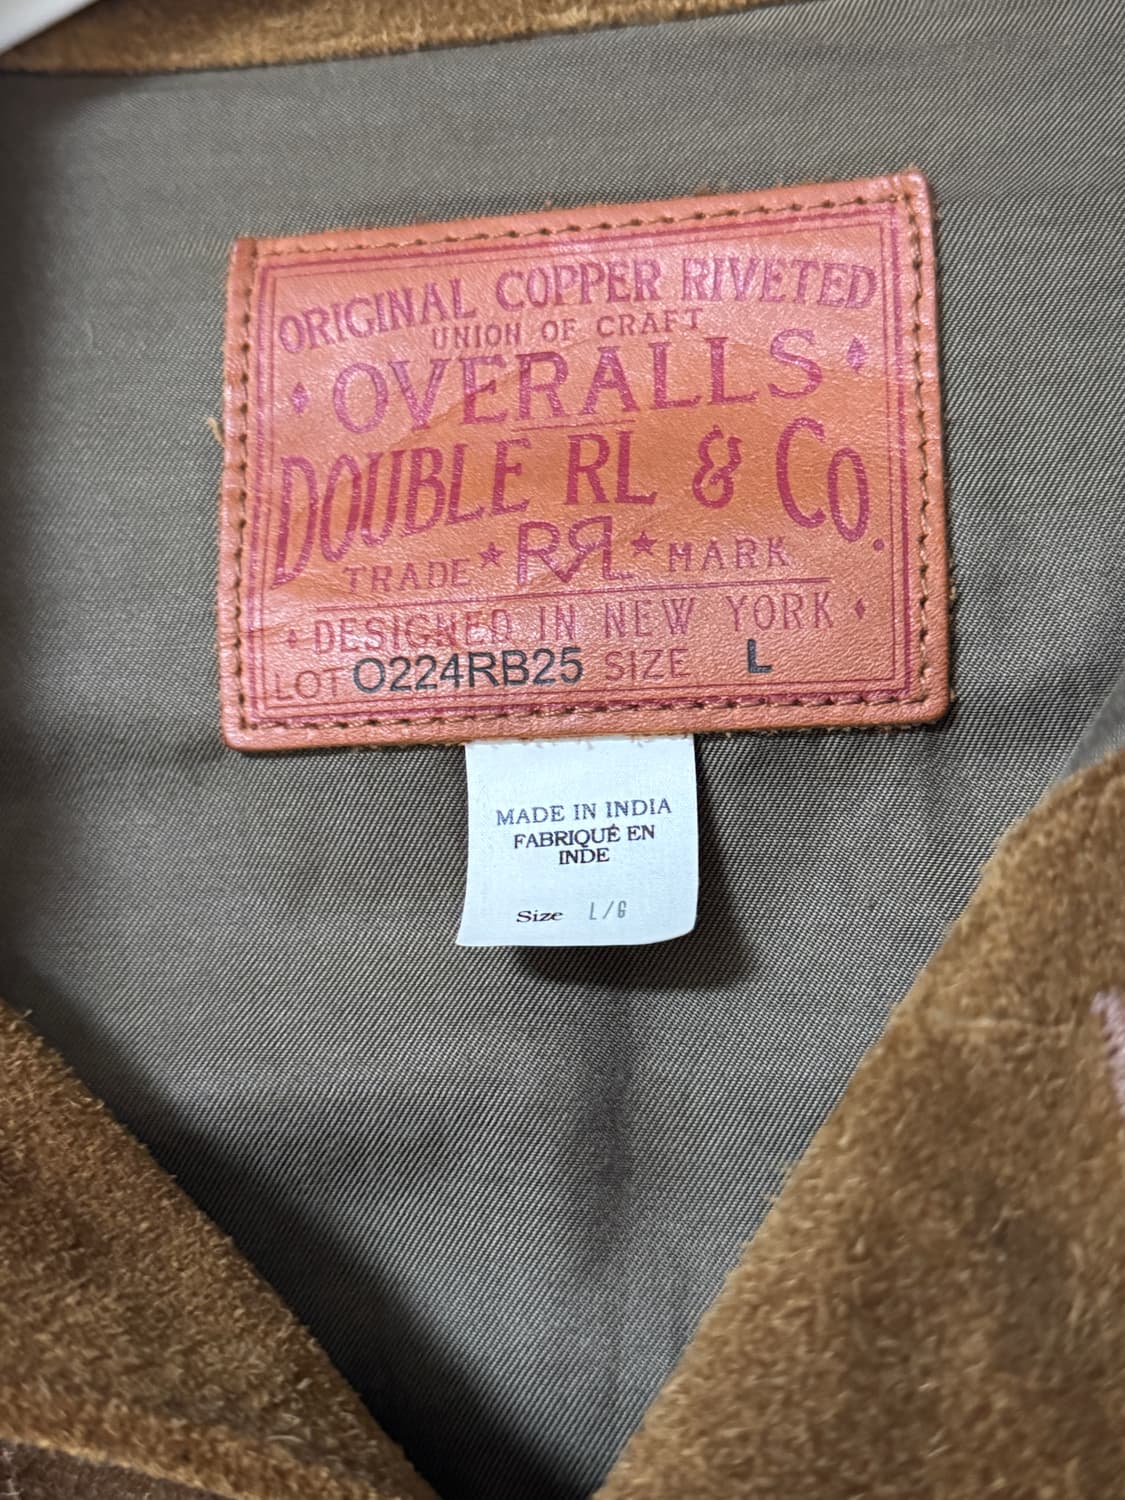 ORIGINAL COPPER RIVETED
UNION OF CRAFT
OVERALLS
DOUBLE RL & CO.
TRADE ★ RRL ★ MARK
DESIGNED IN NEW YORK
LOT O224RB25 SIZE L
MADE IN INDIA
FABRIQUÉ EN
INDE
Size L/G